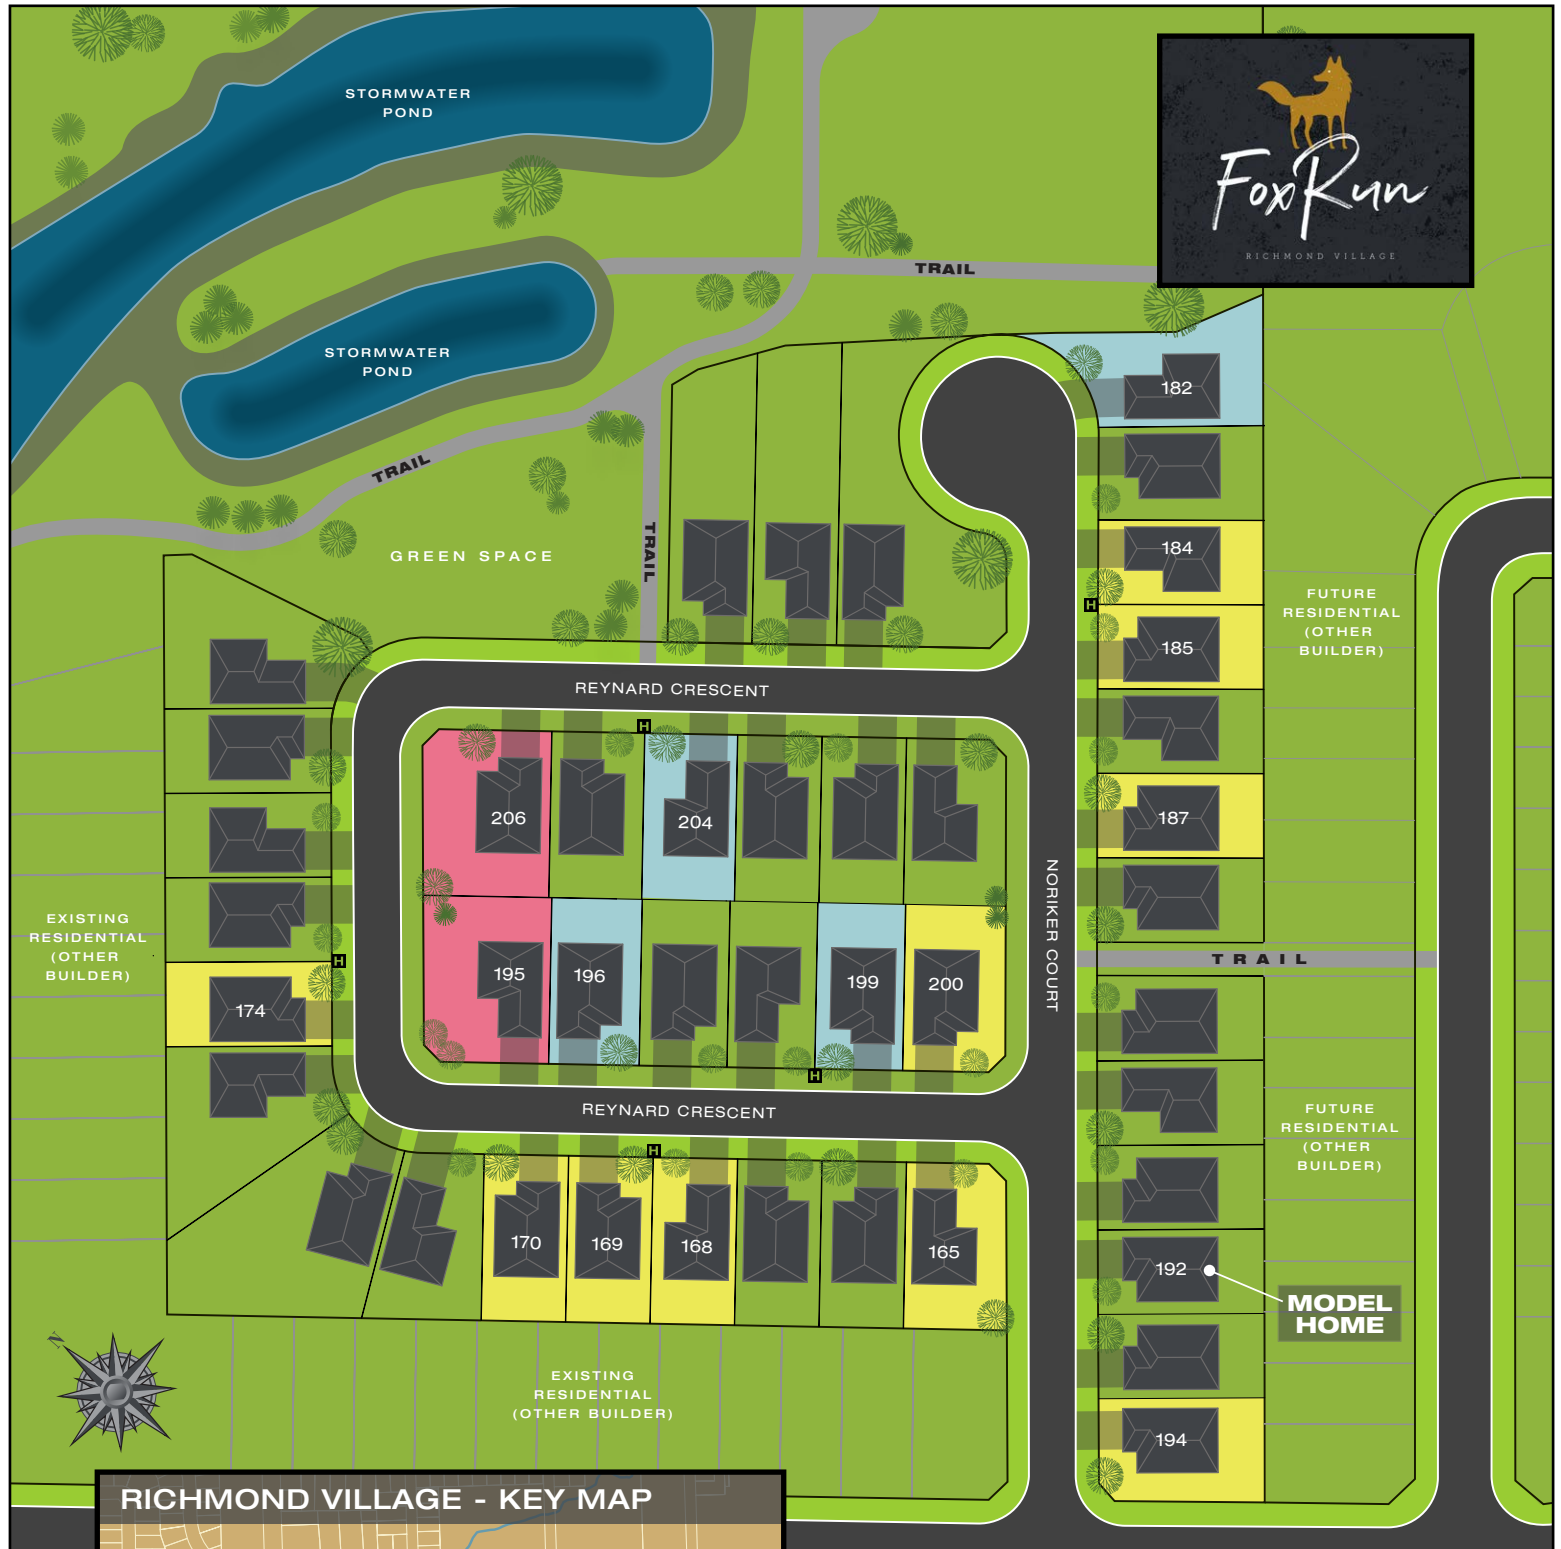 STORMWATER
POND
FoxRun
RICHMOND VILLAGE
TRAIL
STORMWATER
POND
182
TRAIL
TRAIL
GREEN SPACE
184
H
FUTURE
RESIDENTIAL
(OTHER
BUILDER)
185
REYNARD CRESCENT
H
206
204
187
NORIKER COURT
EXISTING
RESIDENTIAL
(OTHER
BUILDER)
H
195
196
199
200
TRAIL
174
H
REYNARD CRESCENT
FUTURE
RESIDENTIAL
(OTHER
BUILDER)
H
170
169
168
165
192
MODEL
HOME
N
EXISTING
RESIDENTIAL
(OTHER BUILDER)
194
RICHMOND VILLAGE - KEY MAP